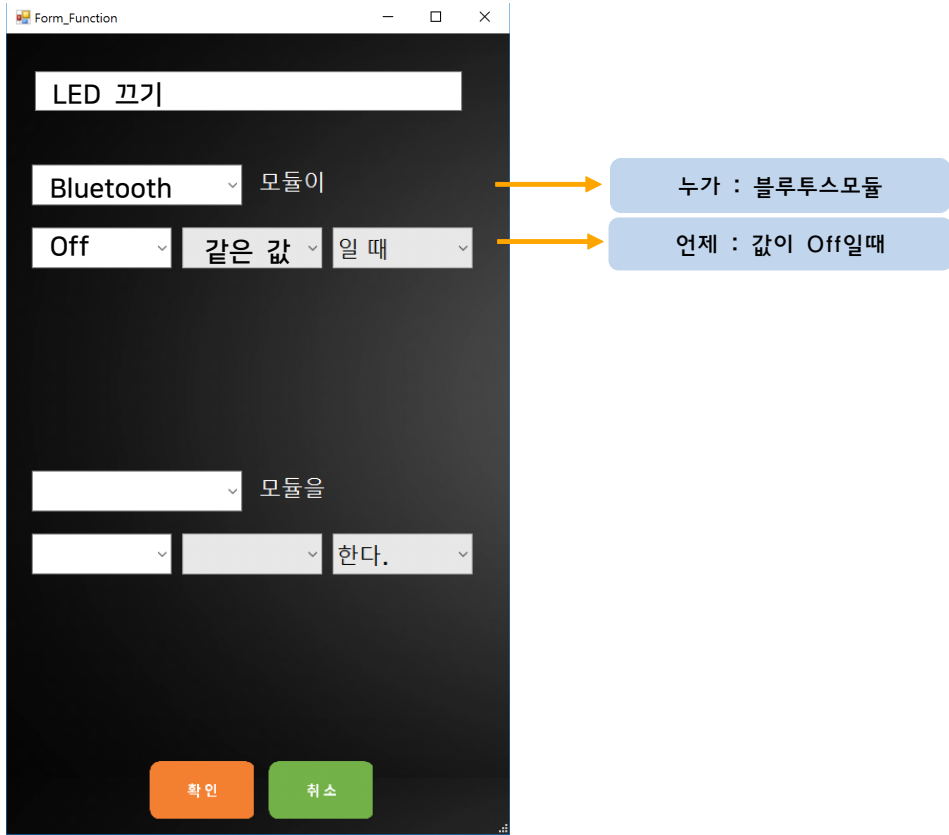 Form_Function
LED 끄기
Bluetooth 모듈이
누가 : 블루투스모듈
Off 같은 값 일 때
언제 : 값이 Off일때
모듈을
한다.
확인 취소